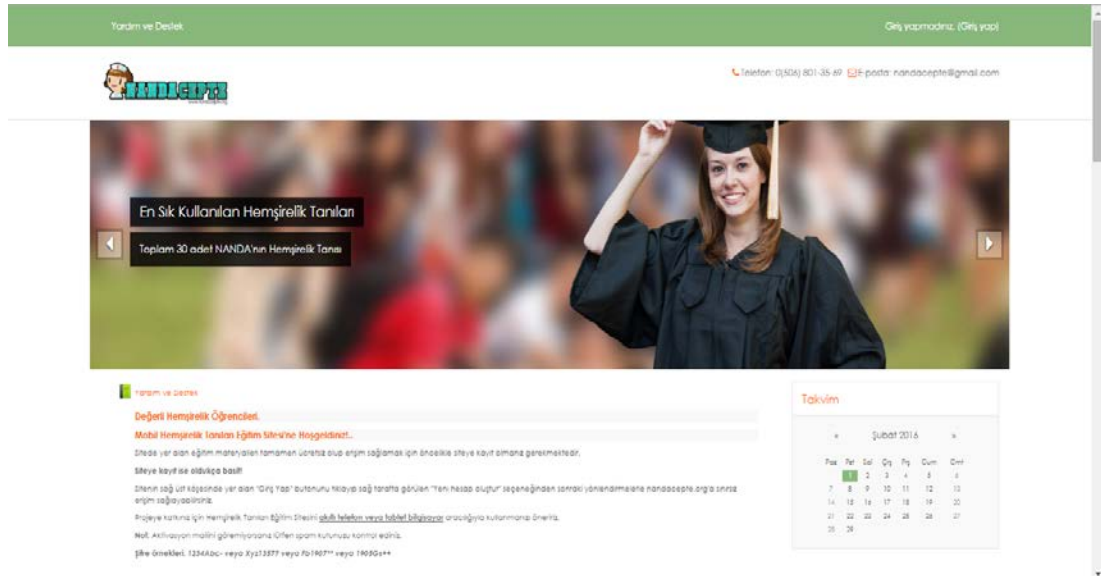 Yardım ve Destek
Giriş yapmadınız. (Giriş yap)
NANDACEPTE
Telefon: 0(506) 801-35-69 E-posta: nandacepte@gmail.com
En Sık Kullanılan Hemşirelik Tanıları
Toplam 30 adet NANDA'nın Hemşirelik Tanısı
Yardım ve Destek
Değerli Hemşirelik Öğrencileri,
Mobil Hemşirelik Tanıları Eğitim Sitesi'ne Hoşgeldiniz!..
Sitede yer alan eğitim materyalleri tamamen ücretsiz olup erişim sağlamak için öncelikle siteye kayıt olmanız gerekmektedir.
Siteye kayıt ise oldukça basit!
Sitenin sağ üst köşesinde yer alan "Giriş Yap" butonunu tıklayıp sağ tarafta görülen "Yeni hesap oluştur" seçeneğinden sonraki yönlendirmelerle nandacepte.org'a sınırsız
erişim sağlayabilirsiniz.
Projeye katkınız için Hemşirelik Tanıları Eğitim Sitesini akıllı telefon veya tablet bilgisayar aracılığıyla kullanmanızı öneririz.
Not: Aktivasyon mailini göremiyorsanız lütfen spam kutunuzu kontrol ediniz.
Şifre örnekleri: 1234Abc- veya Xyz1357? veya Fb1907** veya 1905Gs++
Takvim
« Şubat 2016 »
Paz Pzt Sal Çrş Prş Cum Cmt
1 2 3 4 5 6
7 8 9 10 11 12 13
14 15 16 17 18 19 20
21 22 23 24 25 26 27
28 29